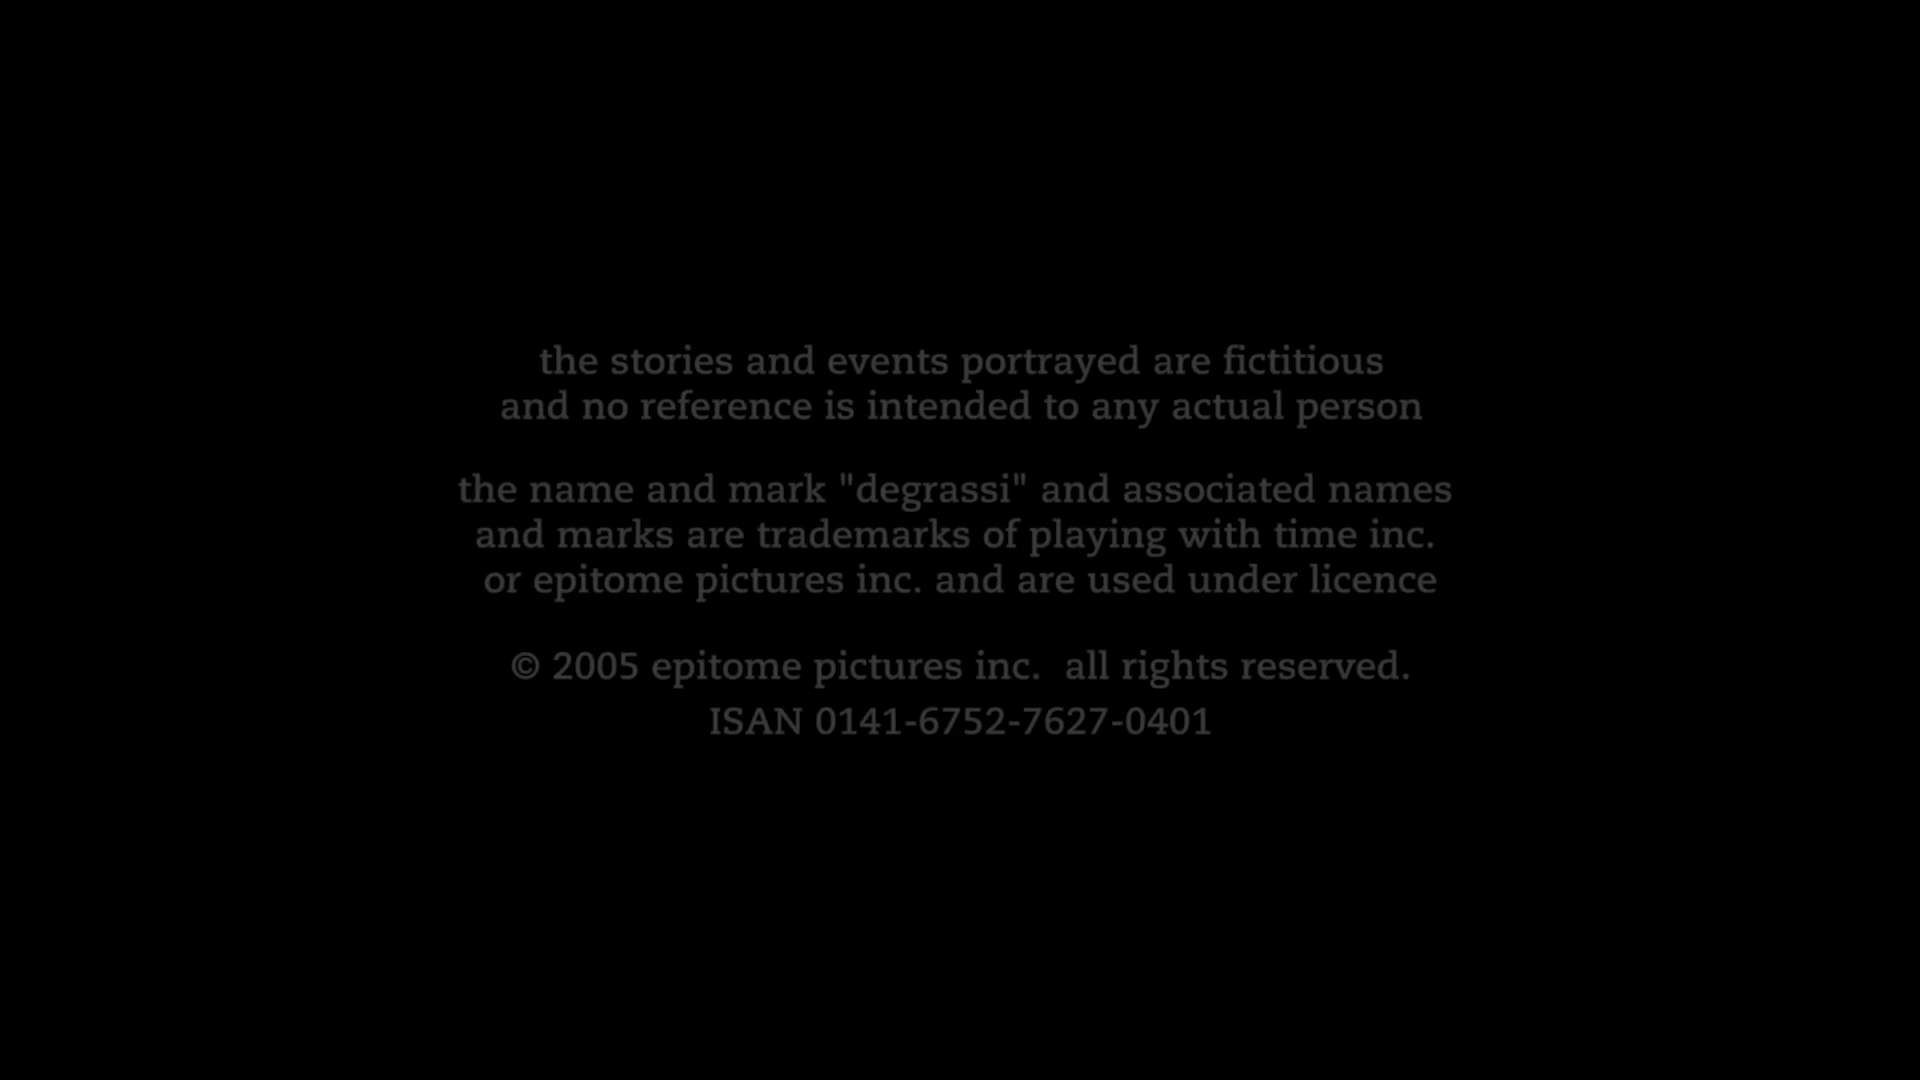 the stories and events portrayed are fictitious
and no reference is intended to any actual person
the name and mark "degrassi" and associated names
and marks are trademarks of playing with time inc.
or epitome pictures inc. and are used under licence
© 2005 epitome pictures inc.  all rights reserved.
ISAN 0141-6752-7627-0401